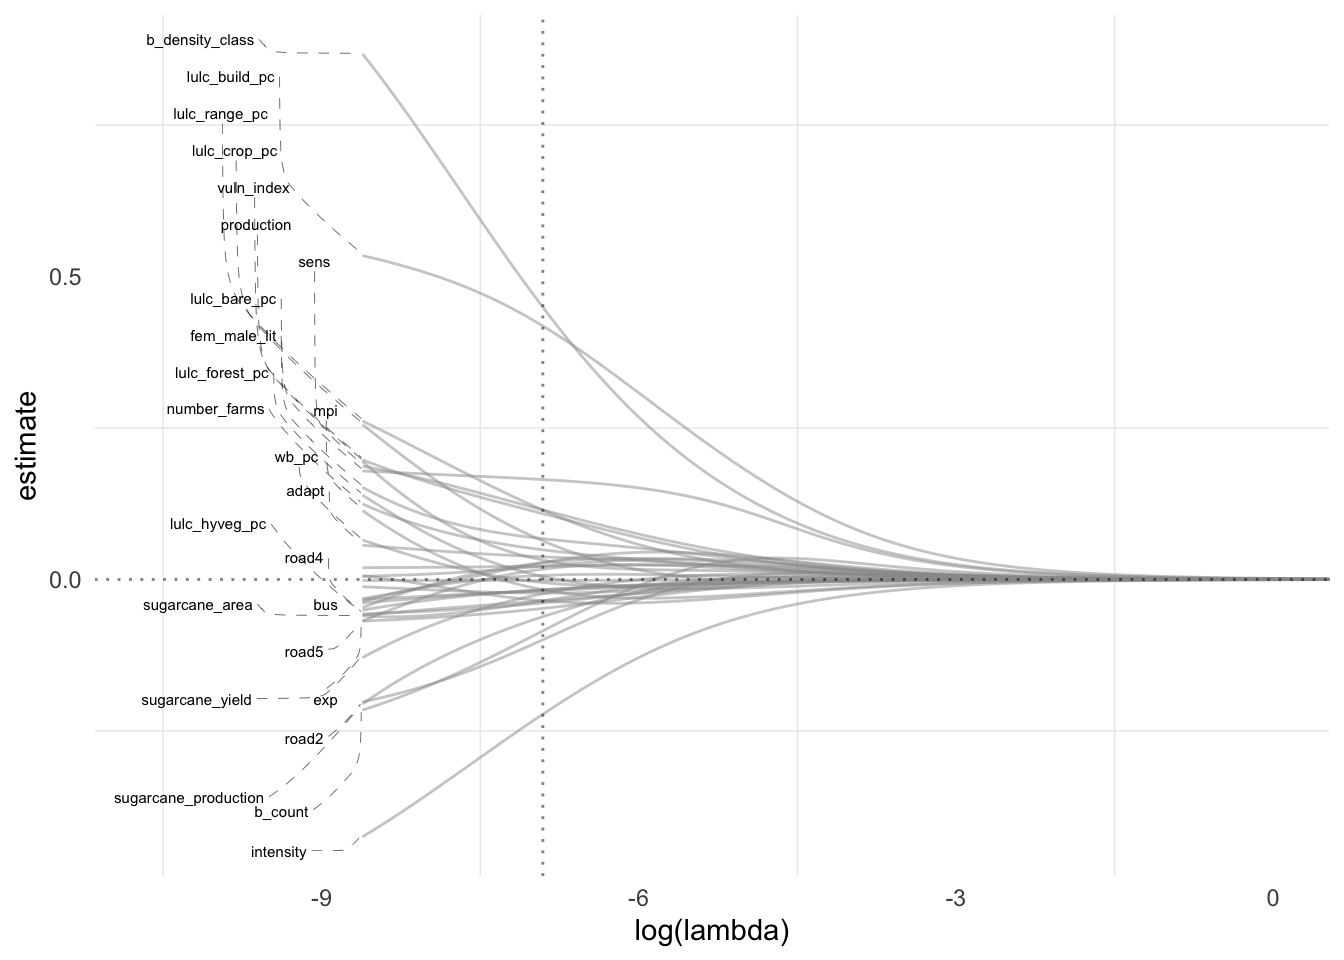 b_density_class
lulc_build_pc
lulc_range_pc
lulc_crop_pc
vuln_index
production
sens
0.5
lulc_bare_pc
fem_male_lit
lulc_forest_pc
number_farms
mpi
estimate
wb_pc
adapt
lulc_hyveg_pc
road4
0.0
sugarcane_area
bus
road5
sugarcane_yield
exp
road2
sugarcane_production
b_count
intensity
-9
-6
-3
0
log(lambda)